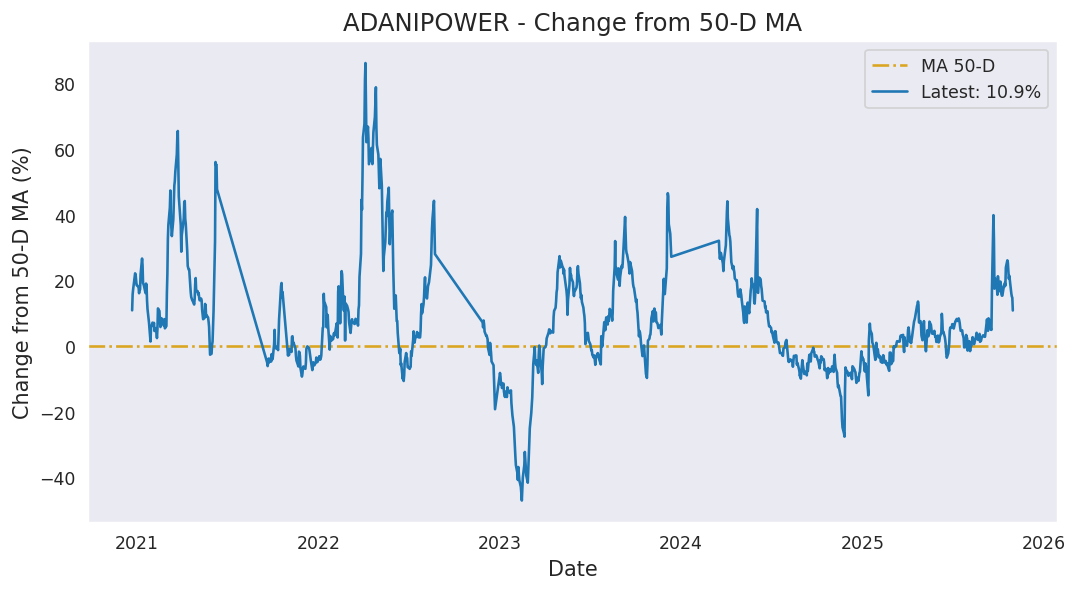 ADANIPOWER - Change from 50-D MA
MA 50-D
Latest: 10.9%
Change from 50-D MA (%)
80
60
40
20
0
−20
−40
2021
2022
2023
2024
2025
2026
Date